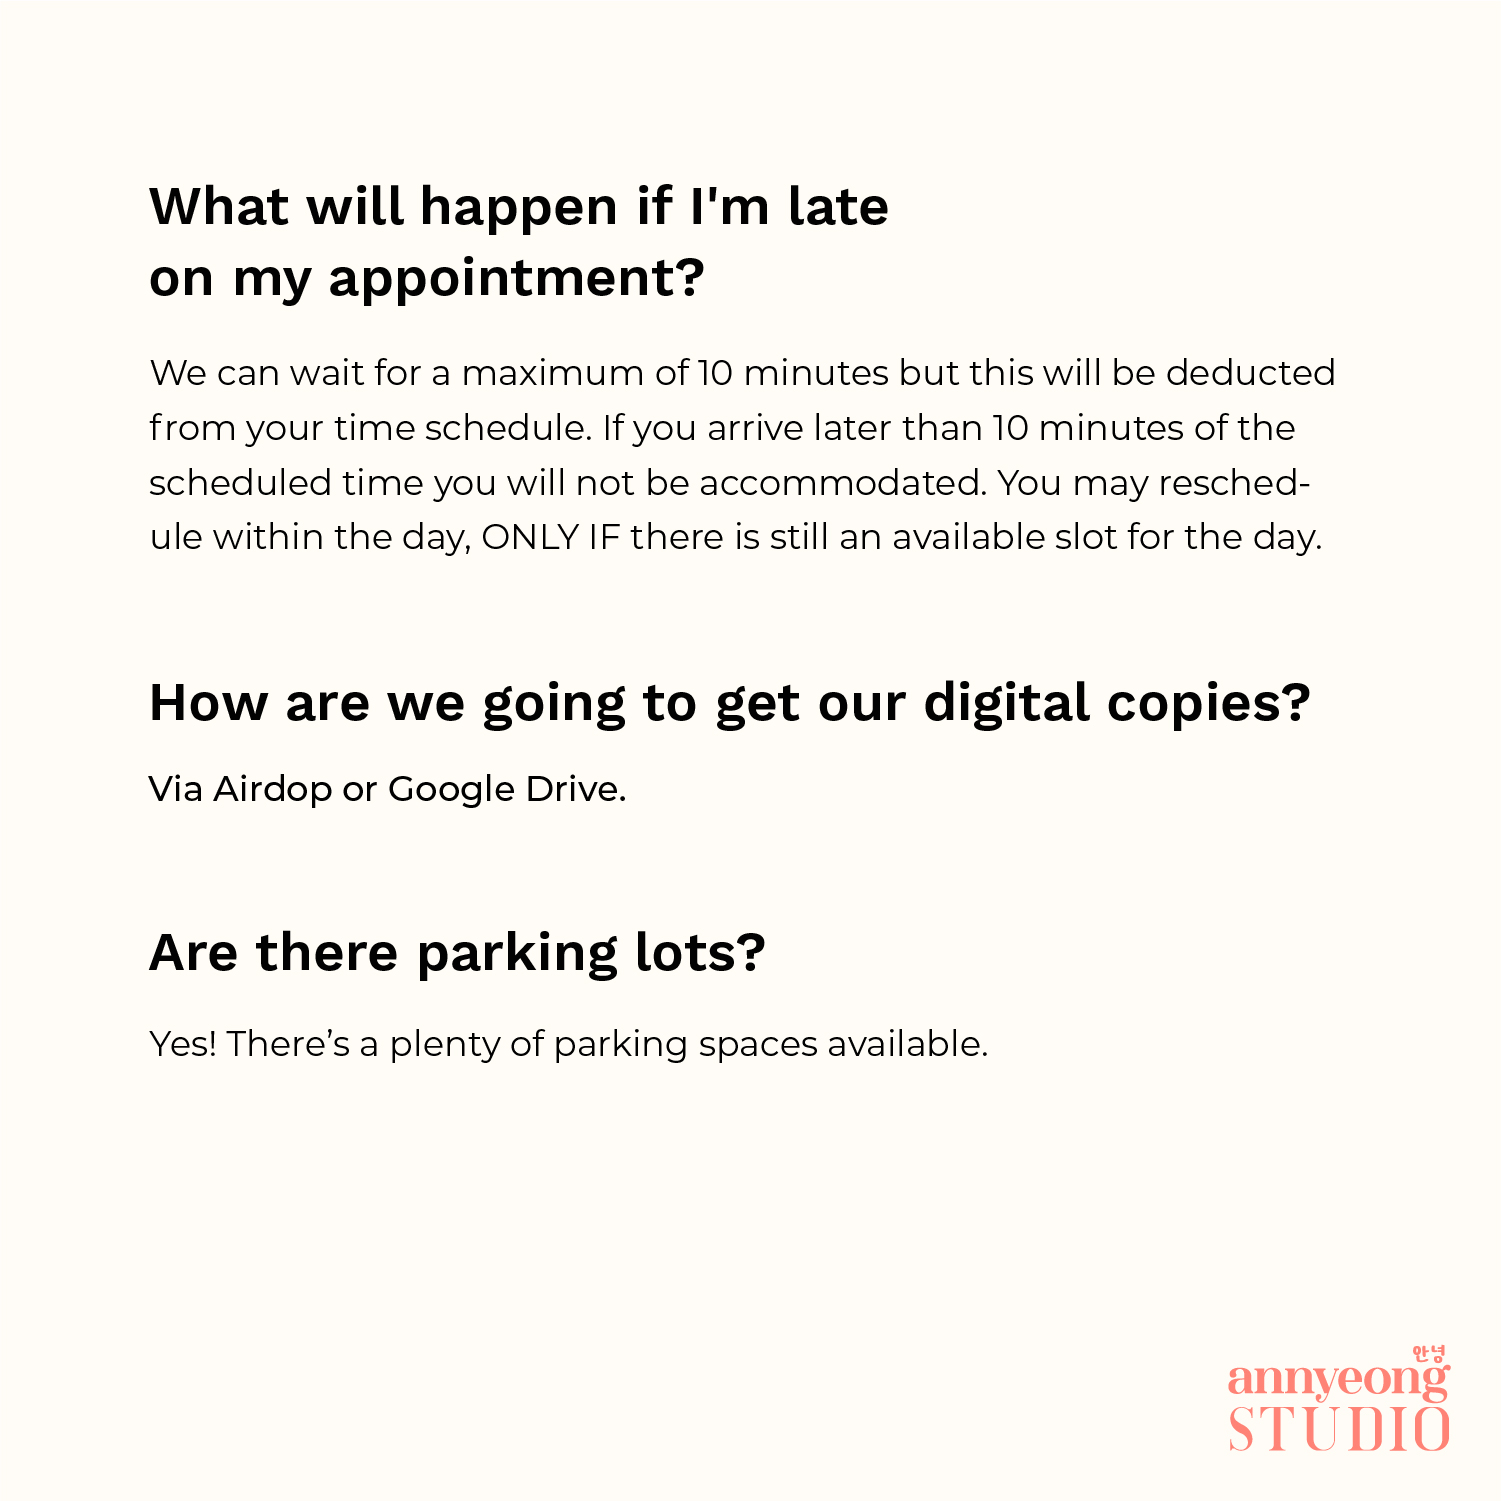 What will happen if I'm late
on my appointment?
We can wait for a maximum of 10 minutes but this will be deducted
from your time schedule. If you arrive later than 10 minutes of the
scheduled time you will not be accommodated. You may resched-
ule within the day, ONLY IF there is still an available slot for the day.
How are we going to get our digital copies?
Via Airdop or Google Drive.
Are there parking lots?
Yes! There’s a plenty of parking spaces available.
안녕
annyeong
STUDIO